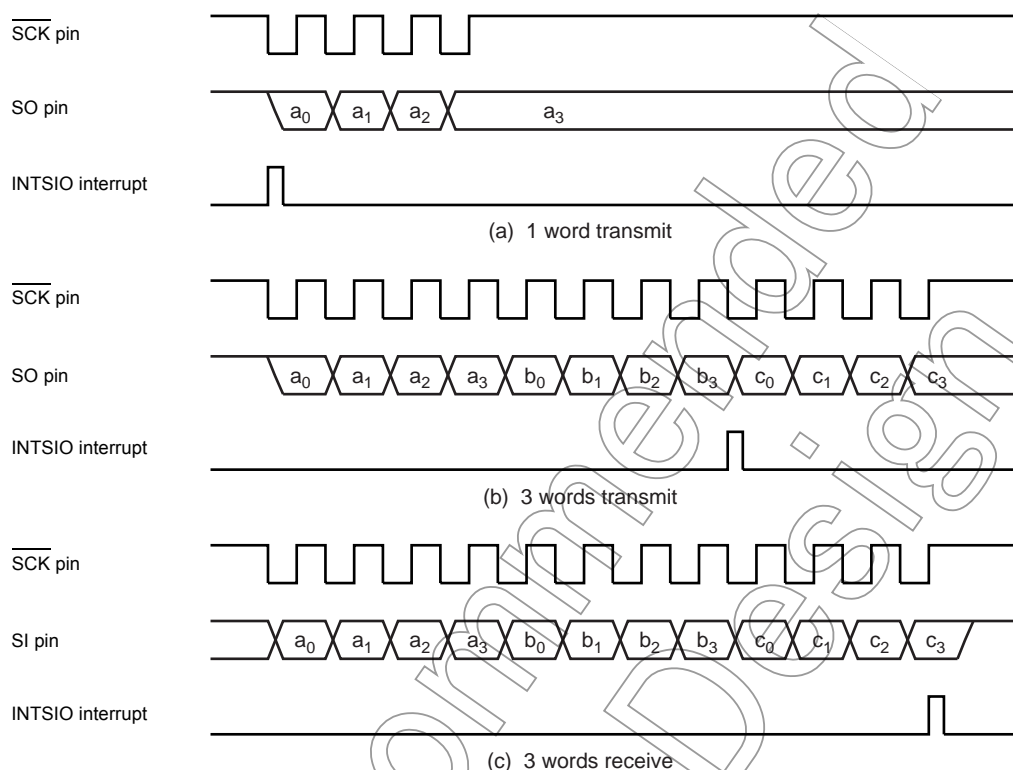 SCK pin
SO pin a0 a1 a2 a3
INTSIO interrupt
(a) 1 word transmit
SCK pin
SO pin a0 a1 a2 a3 b0 b1 b2 b3 c0 c1 c2 c3
INTSIO interrupt
(b) 3 words transmit
SCK pin
SI pin a0 a1 a2 a3 b0 b1 b2 b3 c0 c1 c2 c3
INTSIO interrupt
(c) 3 words receive
ommended
Design